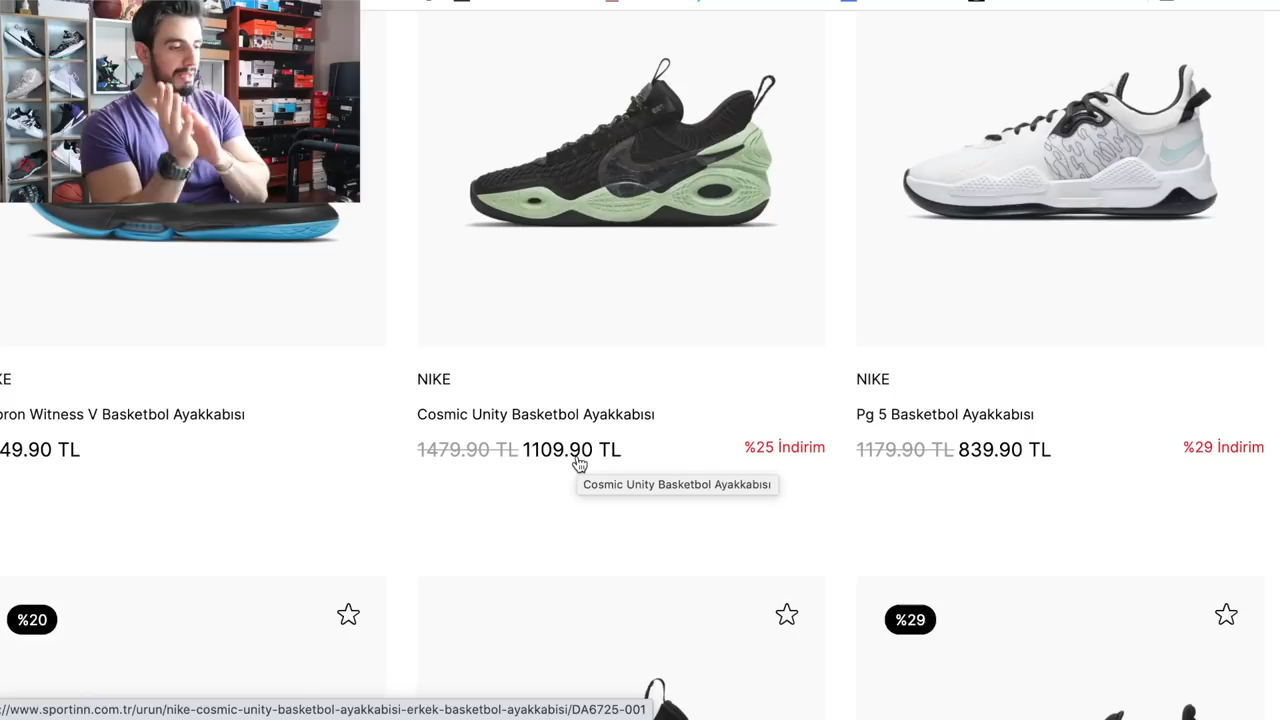 NIKE
Witness V Basketbol Ayakkabısı
49.90 TL
NIKE
Cosmic Unity Basketbol Ayakkabısı
1479.90 TL 1109.90 TL %25 İndirim
Cosmic Unity Basketbol Ayakkabısı
NIKE
Pg 5 Basketbol Ayakkabısı
1179.90 TL 839.90 TL %29 İndirim
%20
%29
://www.sportinn.com.tr/urun/nike-cosmic-unity-basketbol-ayakkabisi-erkek-basketbol-ayakkabisi/DA6725-001